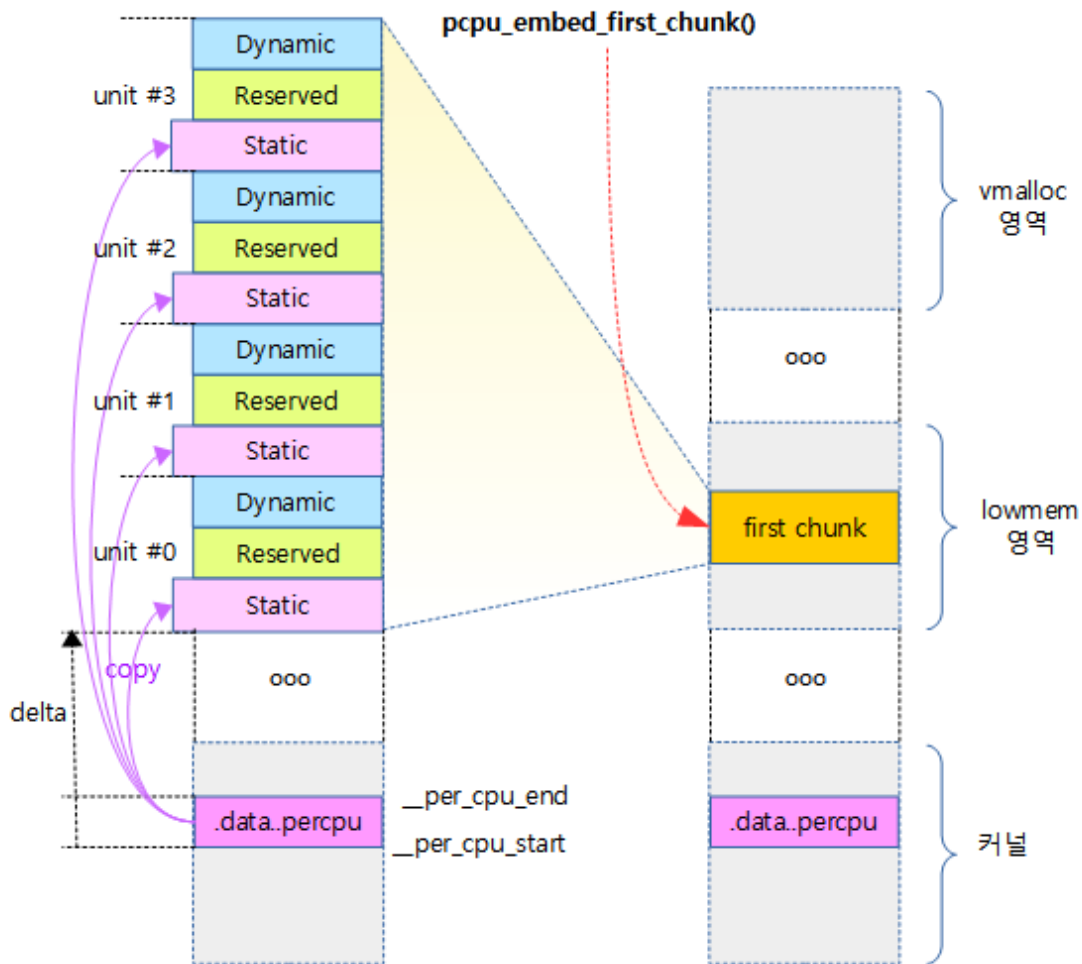 pcpu_embed_first_chunk()
Dynamic
unit #3
Reserved
Static
Dynamic
unit #2
Reserved
Static
Dynamic
unit #1
Reserved
Static
Dynamic
unit #0
Reserved
Static
copy
delta
ooo
__per_cpu_end
.data..percpu
__per_cpu_start
vmalloc
영역
ooo
first chunk
lowmem
영역
ooo
.data..percpu
커널